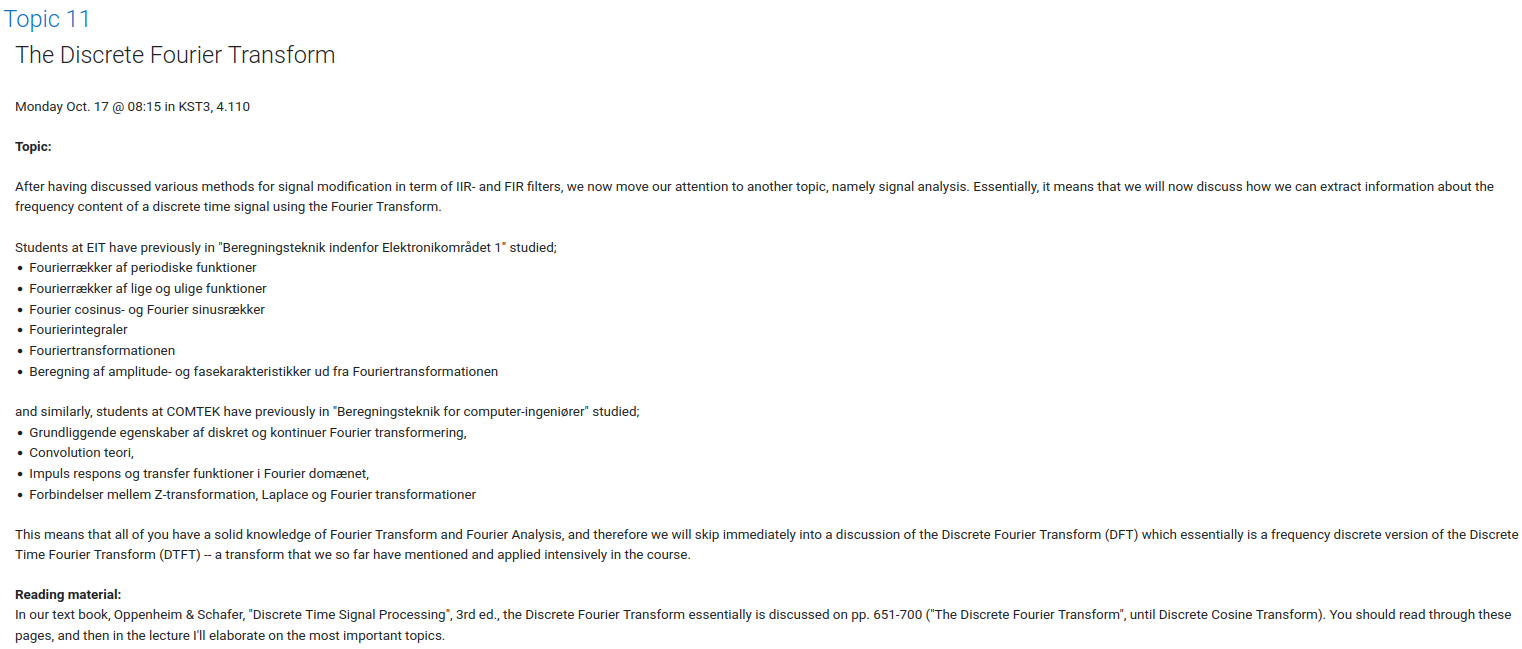 Topic 11
The Discrete Fourier Transform
Monday Oct. 17 @ 08:15 in KST3, 4.110
Topic:
After having discussed various methods for signal modification in term of IIR- and FIR filters, we now move our attention to another topic, namely signal analysis. Essentially, it means that we will now discuss how we can extract information about the
frequency content of a discrete time signal using the Fourier Transform.
Students at EIT have previously in "Beregningsteknik indenfor Elektronikområdet 1" studied;
• Fourierrækker af periodiske funktioner
• Fourierrækker af lige og ulige funktioner
• Fourier cosinus- og Fourier sinusrækker
• Fourierintegraler
• Fouriertransformationen
• Beregning af amplitude- og fasekarakteristikker ud fra Fouriertransformationen
and similarly, students at COMTEK have previously in "Beregningsteknik for computer-ingeniører" studied;
• Grundliggende egenskaber af diskret og kontinuer Fourier transformering,
• Convolution teori,
• Impuls respons og transfer funktioner i Fourier domænet,
• Forbindelser mellem Z-transformation, Laplace og Fourier transformationer
This means that all of you have a solid knowledge of Fourier Transform and Fourier Analysis, and therefore we will skip immediately into a discussion of the Discrete Fourier Transform (DFT) which essentially is a frequency discrete version of the Discrete
Time Fourier Transform (DTFT) -- a transform that we so far have mentioned and applied intensively in the course.
Reading material:
In our text book, Oppenheim & Schafer, "Discrete Time Signal Processing", 3rd ed., the Discrete Fourier Transform essentially is discussed on pp. 651-700 ("The Discrete Fourier Transform", until Discrete Cosine Transform). You should read through these
pages, and then in the lecture I'll elaborate on the most important topics.